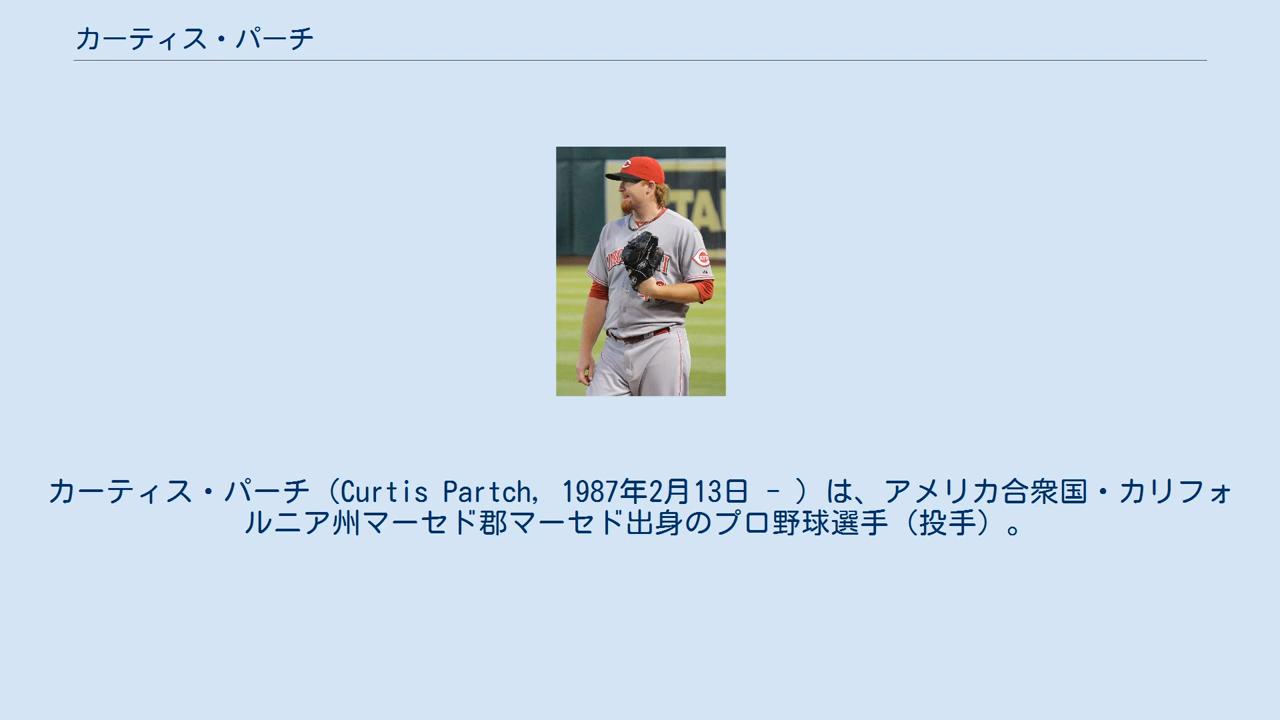 カーティス・パーチ
TAL
カーティス・パーチ（Curtis Partch, 1987年2月13日 - ）は、アメリカ合衆国・カリフォ
ルニア州マーセド郡マーセド出身のプロ野球選手（投手）。